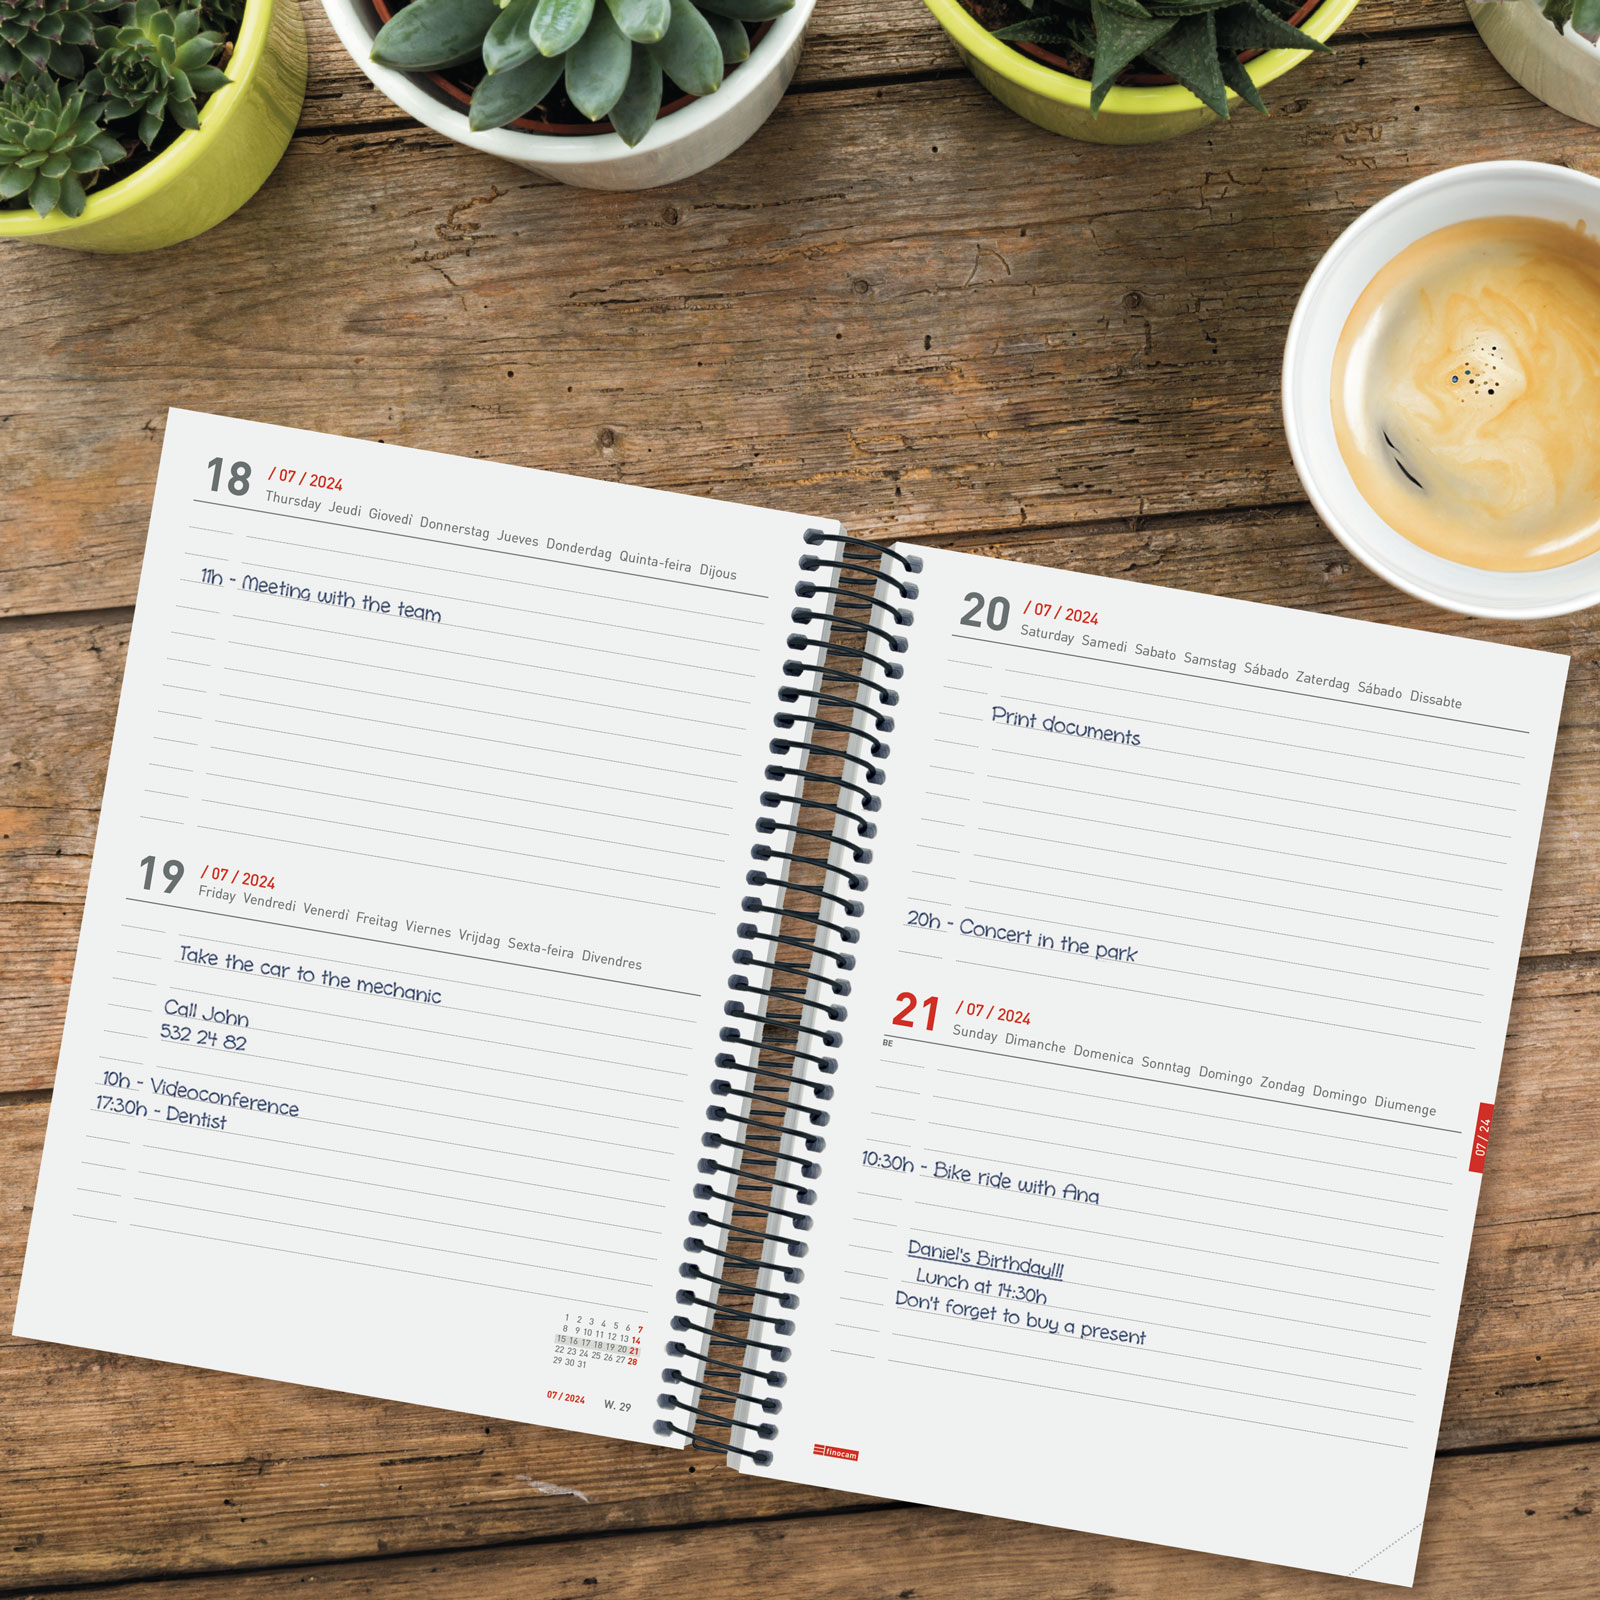 18 / 07 / 2024
Thursday Jeudi Giovedì Donnerstag Jueves Donderdag Quinta-feira Dijous
11h - Meeting with the team
19 / 07 / 2024
Friday Vendredi Venerdì Freitag Viernes Vrijdag Sexta-feira Divendres
Take the car to the mechanic
Call John
532 24 82
10h - Videoconference
17:30h - Dentist
1 2 3 4 5 6 7
8 9 10 11 12 13 14
15 16 17 18 19 20 21
22 23 24 25 26 27 28
29 30 31
07 / 2024 W. 29
20 / 07 / 2024
Saturday Samedi Sabato Samstag Sábado Zaterdag Sábado Dissabte
Print documents
20h - Concert in the park
21 / 07 / 2024
Sunday Dimanche Domenica Sonntag Domingo Zondag Domingo Diumenge
BE
07 / 24
10:30h - Bike ride with Ana
Daniel's Birthday!!!
Lunch at 14:30h
Don't forget to buy a present
finocam